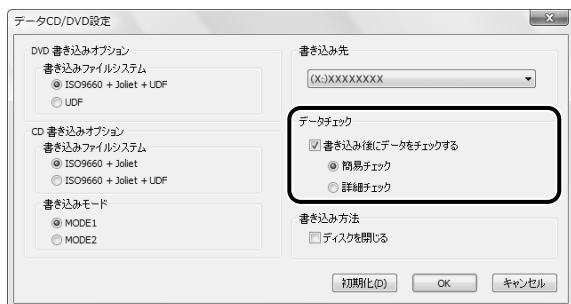 データCD/DVD設定
DVD 書き込みオプション
書き込みファイルシステム
ISO9660 + Joliet + UDF
UDF
CD 書き込みオプション
書き込みファイルシステム
ISO9660 + Joliet
ISO9660 + Joliet + UDF
書き込みモード
MODE1
MODE2
書き込み先
(X:)XXXXXXXX
データチェック
書き込み後にデータをチェックする
簡易チェック
詳細チェック
書き込み方法
ディスクを閉じる
初期化(D)
OK
キャンセル